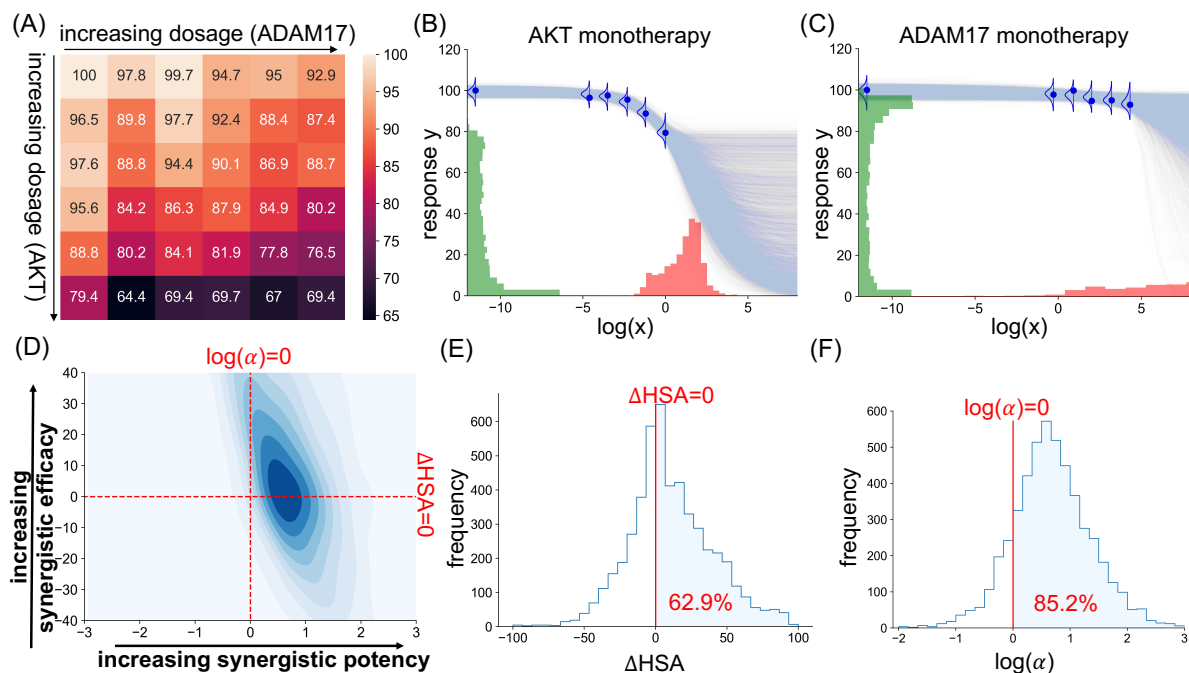 (A)
increasing dosage (ADAM17)
increasing dosage (AKT)
100 97.8 99.7 94.7 95 92.9
96.5 89.8 97.7 92.4 88.4 87.4
97.6 88.8 94.4 90.1 86.9 88.7
95.6 84.2 86.3 87.9 84.9 80.2
88.8 80.2 84.1 81.9 77.8 76.5
79.4 64.4 69.4 69.7 67 69.4
100
95
90
85
80
75
70
65
(B)
AKT monotherapy
response y
120
100
80
60
40
20
0
−10 −5 0 5
log(x)
(C)
ADAM17 monotherapy
response y
120
100
80
60
40
20
0
−10 −5 0 5
log(x)
(D)
log(α)=0
increasing
synergistic efficacy
40
30
20
10
0
−10
−20
−30
−40
−3 −2 −1 0 1 2 3
ΔHSA=0
increasing synergistic potency
(E)
ΔHSA=0
frequency
600
500
400
300
200
100
0
62.9%
−100 −50 0 50 100
ΔHSA
(F)
log(α)=0
frequency
600
500
400
300
200
100
0
85.2%
−2 −1 0 1 2 3
log(α)